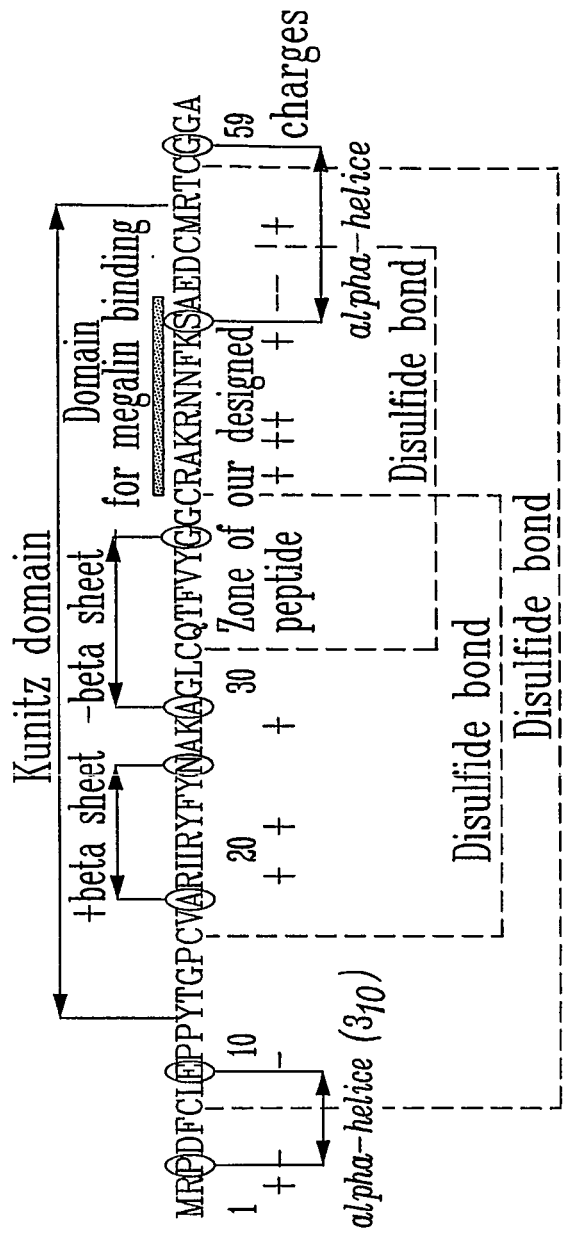 Kunitz domain
+beta sheet -beta sheet
Domain
for megalin binding
MRPDFCLEPPYTGPCVARIIRYFYNAKAGLCQTFVYGGCRAKRNNFKSAEDCMRTCGGA
1 10 20 30 Zone of our designed peptide 59
+ - + + + + + + + - - + charges
alpha-helice (3₁₀)
alpha-helice
Disulfide bond
Disulfide bond
Disulfide bond